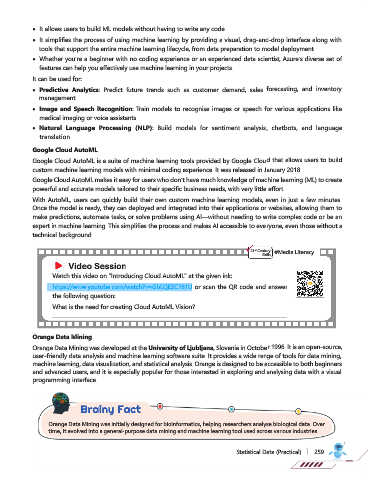 • It allows users to build ML models without having to write any code
• It simplifies the process of using machine learning by providing a visual, drag-and-drop interface along with
tools that support the entire machine learning lifecycle, from data preparation to model deployment
• Whether you're a beginner with no coding experience or an experienced data scientist, Azure's diverse set of
features can help you effectively use machine learning in your projects
It can be used for:
• Predictive Analytics: Predict future trends such as customer demand, sales forecasting, and inventory
management
• Image and Speech Recognition: Train models to recognise images or speech for various applications like
medical imaging or voice assistants
• Natural Language Processing (NLP): Build models for sentiment analysis, chatbots, and language
translation
Google Cloud AutoML
Google Cloud AutoML is a suite of machine learning tools provided by Google Cloud that allows users to build
custom machine learning models with minimal coding experience It was released in January 2018
Google Cloud AutoML makes it easy for users who don't have much knowledge of machine learning (ML) to create
powerful and accurate models tailored to their specific business needs, with very little effort
With AutoML, users can quickly build their own custom machine learning models, even in just a few minutes
Once the model is ready, they can be deployed and integrated into their applications or websites, allowing them to
make predictions, automate tasks, or solve problems using AI—without needing to write complex code or be an
expert in machine learning This simplifies the process and makes AI accessible to everyone, even those without a
technical background
#Media Literacy
Video Session
Watch this video on "Introducing Cloud AutoML" at the given link:
or scan the QR code and answer
the following question:
What is the need for creating Cloud AutoML Vision?
Orange Data Mining
Orange Data Mining was developed at the University of Ljubljana, Slovenia in October 1996 It is an open-source,
user-friendly data analysis and machine learning software suite It provides a wide range of tools for data mining,
machine learning, data visualisation, and statistical analysis Orange is designed to be accessible to both beginners
and advanced users, and it is especially popular for those interested in exploring and analysing data with a visual
programming interface
Brainy Fact
Orange Data Mining was initially designed for bioinformatics, helping researchers analyse biological data Over
time, it evolved into a general-purpose data mining and machine learning tool used across various industries
Statistical Data (Practical) | 259